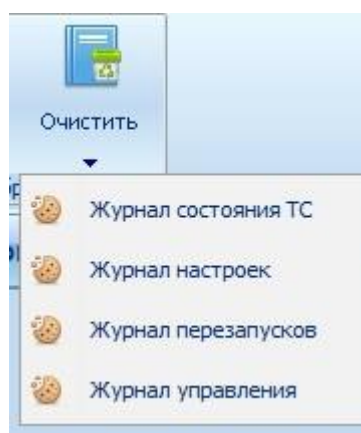 Очистить
Журнал состояния ТС
Журнал настроек
Журнал перезапусков
Журнал управления